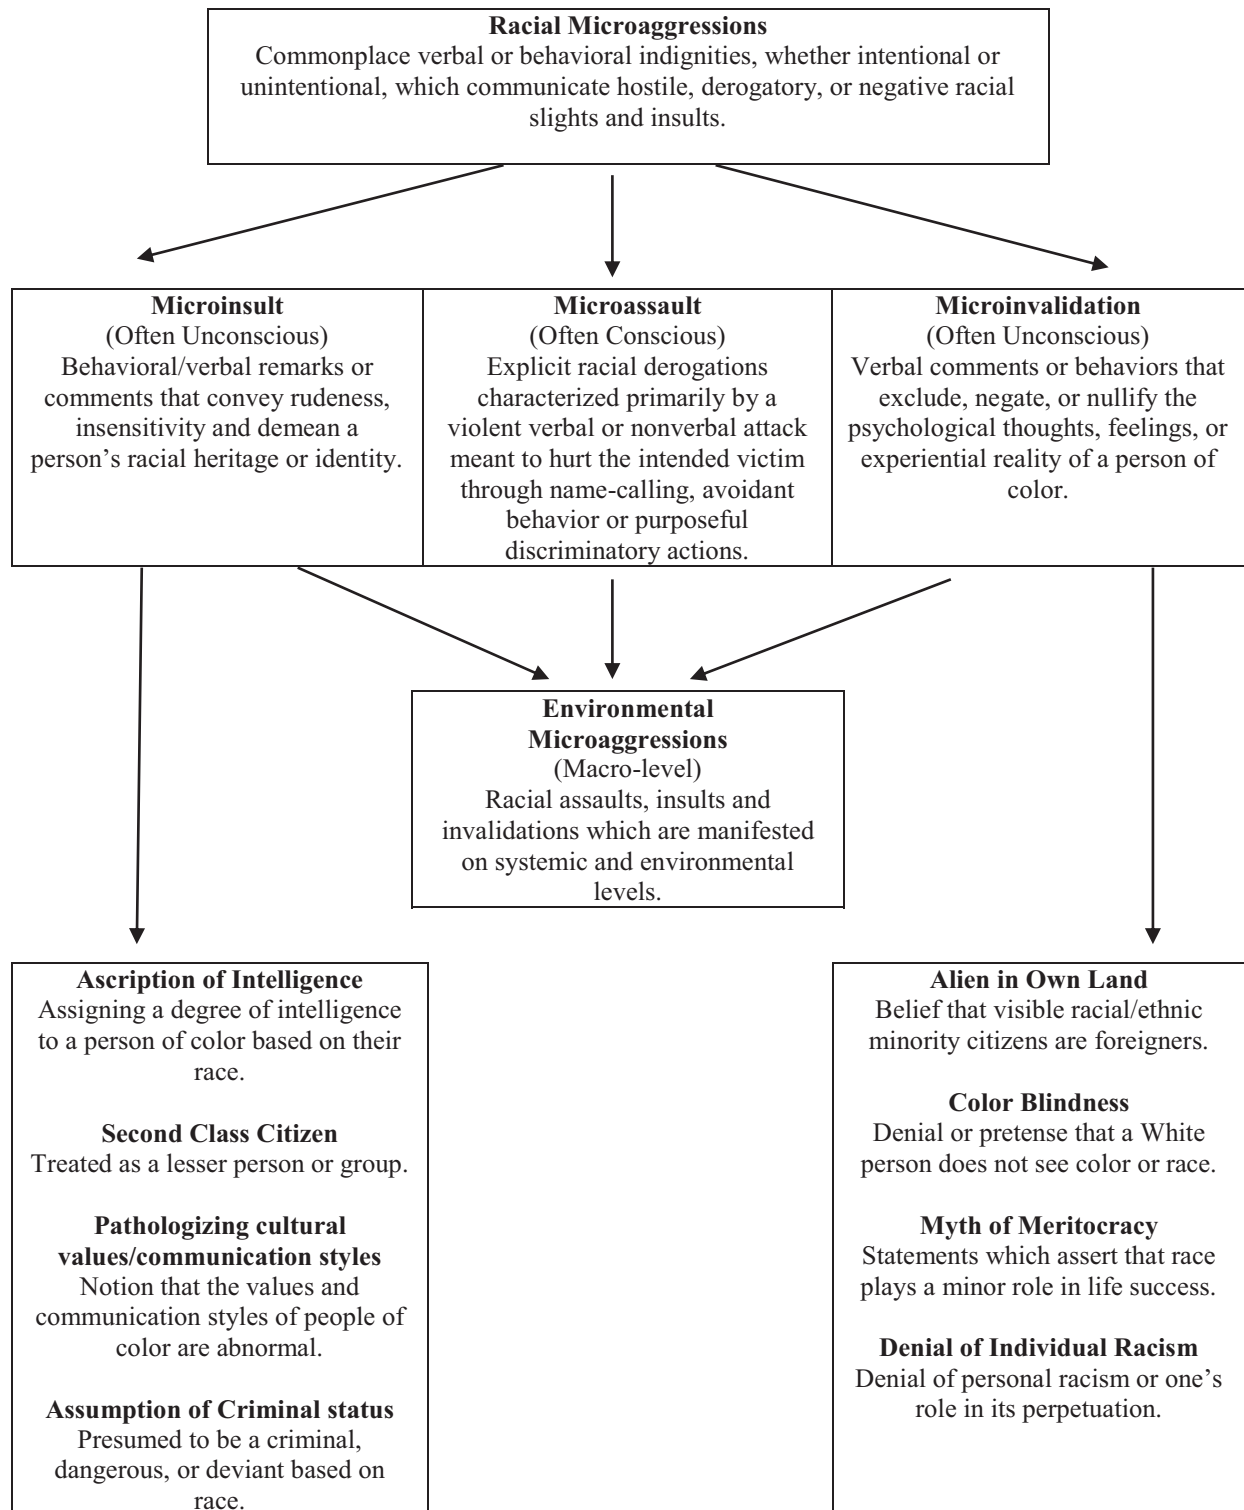 Racial Microaggressions
Commonplace verbal or behavioral indignities, whether intentional or
unintentional, which communicate hostile, derogatory, or negative racial
slights and insults.
Microinsult
(Often Unconscious)
Behavioral/verbal remarks or
comments that convey rudeness,
insensitivity and demean a
person’s racial heritage or identity.
Microassault
(Often Conscious)
Explicit racial derogations
characterized primarily by a
violent verbal or nonverbal attack
meant to hurt the intended victim
through name-calling, avoidant
behavior or purposeful
discriminatory actions.
Microinvalidation
(Often Unconscious)
Verbal comments or behaviors that
exclude, negate, or nullify the
psychological thoughts, feelings, or
experiential reality of a person of
color.
Environmental
Microaggressions
(Macro-level)
Racial assaults, insults and
invalidations which are manifested
on systemic and environmental
levels.
Ascription of Intelligence
Assigning a degree of intelligence
to a person of color based on their
race.
Second Class Citizen
Treated as a lesser person or group.
Pathologizing cultural
values/communication styles
Notion that the values and
communication styles of people of
color are abnormal.
Assumption of Criminal status
Presumed to be a criminal,
dangerous, or deviant based on
race.
Alien in Own Land
Belief that visible racial/ethnic
minority citizens are foreigners.
Color Blindness
Denial or pretense that a White
person does not see color or race.
Myth of Meritocracy
Statements which assert that race
plays a minor role in life success.
Denial of Individual Racism
Denial of personal racism or one’s
role in its perpetuation.